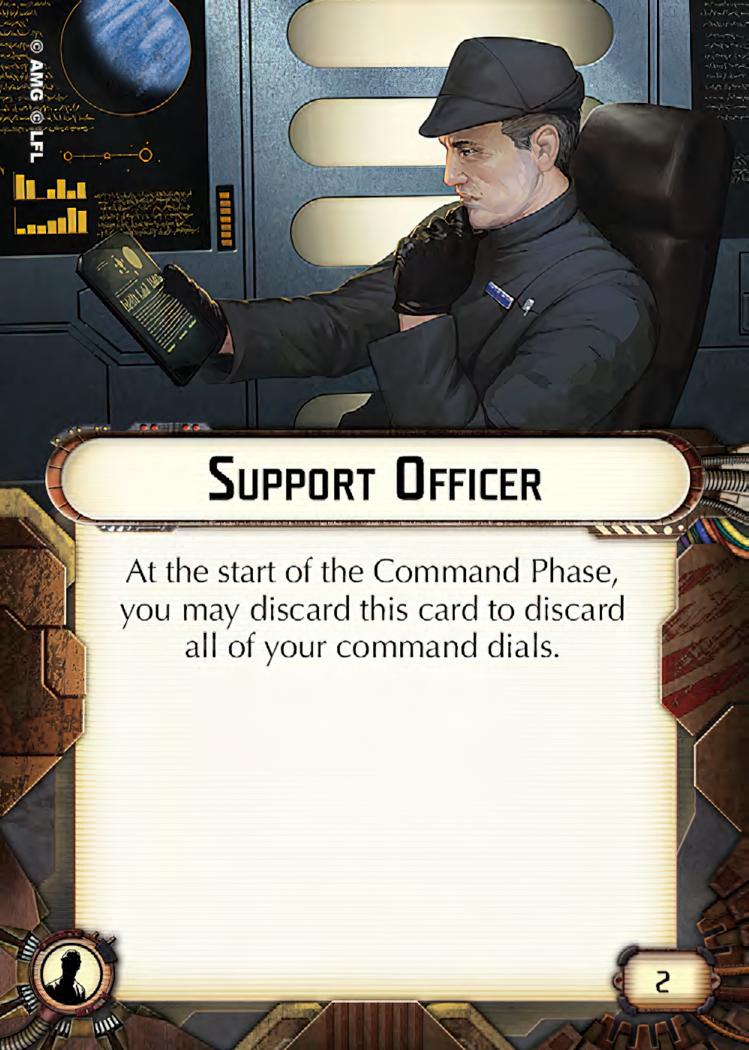 © AMG © LFL
Support Officer
At the start of the Command Phase,
you may discard this card to discard
all of your command dials.
2